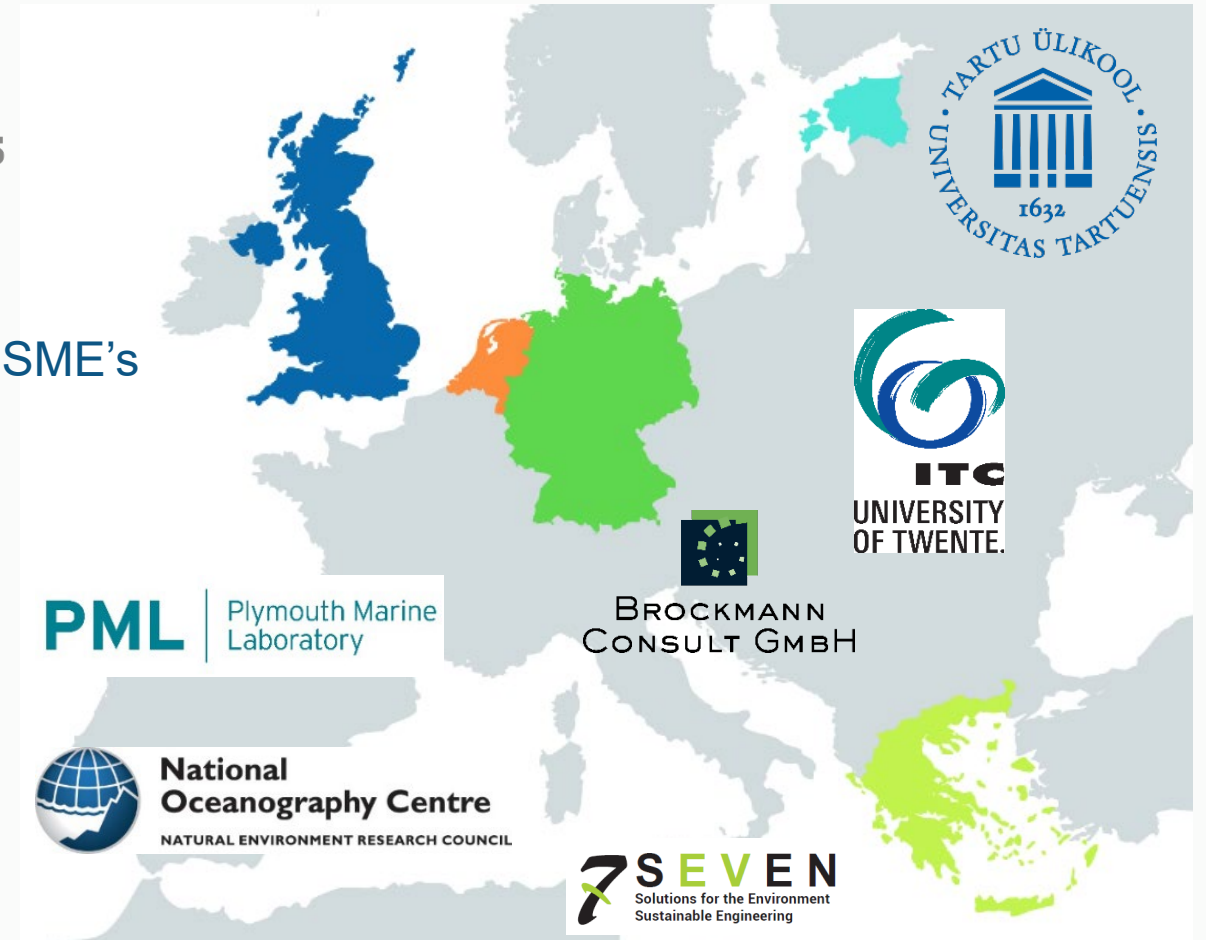 TARTU ÜLIKOOL
UNIVERSITAS TARTUENSIS
1632
SME's
ITC
UNIVERSITY
OF TWENTE.
BROCKMANN
CONSULT GMBH
PML
Plymouth Marine
Laboratory
National
Oceanography Centre
NATURAL ENVIRONMENT RESEARCH COUNCIL
7 SEVEN
Solutions for the Environment
Sustainable Engineering